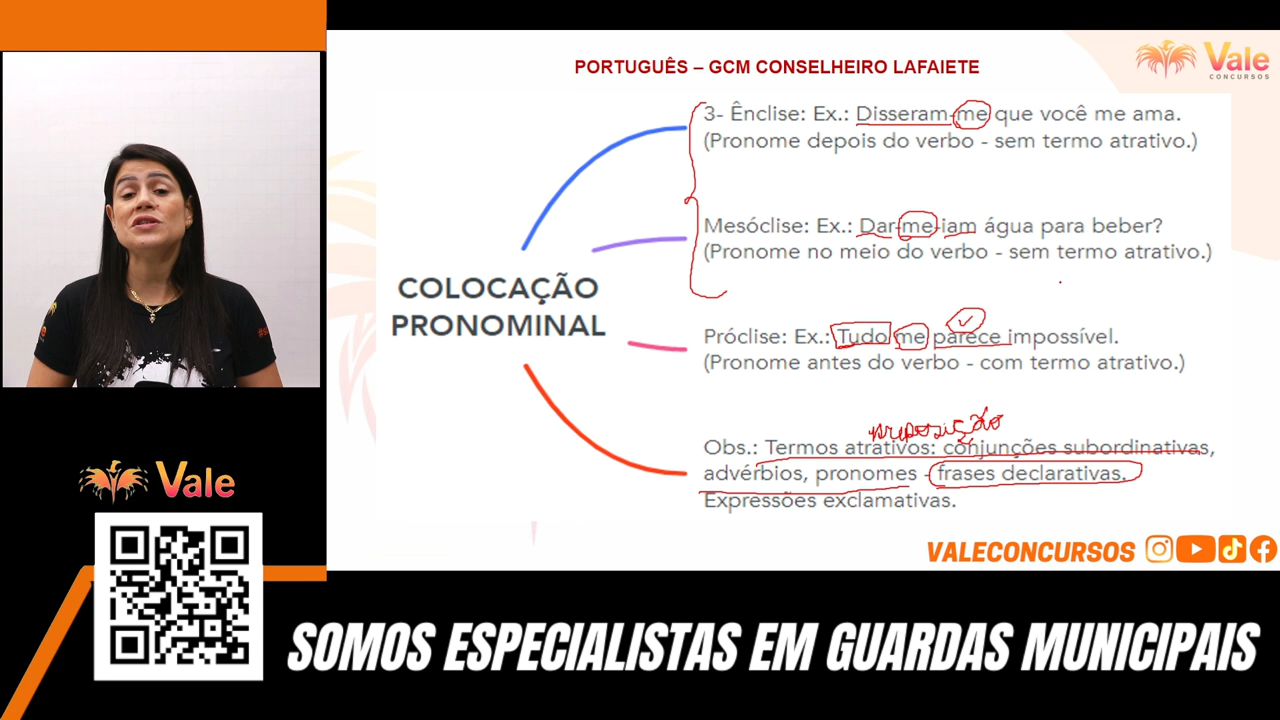 PORTUGUÊS – GCM CONSELHEIRO LAFAIETE
Vale
CONCURSOS
3- Ênclise: Ex.: Disseram-me que você me ama.
(Pronome depois do verbo - sem termo atrativo.)
Mesóclise: Ex.: Dar-me-iam água para beber?
(Pronome no meio do verbo - sem termo atrativo.)
COLOCAÇÃO
PRONOMINAL
Próclise: Ex.: Tudo me parece impossível.
(Pronome antes do verbo - com termo atrativo.)
preposição
Obs.: Termos atrativos: conjunções subordinativas,
advérbios, pronomes - frases declarativas.
Expressões exclamativas.
Vale
VALECONCURSOS
SOMOS ESPECIALISTAS EM GUARDAS MUNICIPAIS